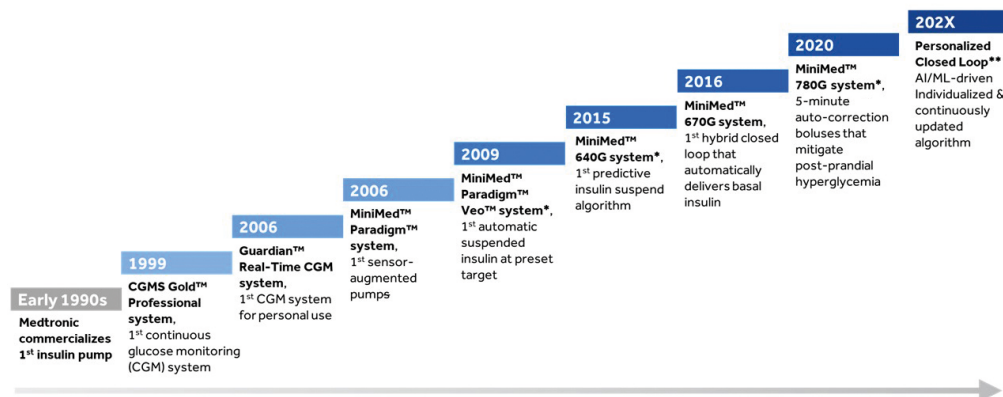 Early 1990s
Medtronic
commercializes
1st insulin pump
1999
CGMS Gold™
Professional
system,
1st continuous
glucose monitoring
(CGM) system
2006
Guardian™
Real-Time CGM
system,
1st CGM system
for personal use
2006
MiniMed™
Paradigm™
system,
1st sensor-
augmented
pumps
2009
MiniMed™
Paradigm™
Veo™ system*,
1st automatic
suspended
insulin at preset
target
2015
MiniMed™
640G system*,
1st predictive
insulin suspend
algorithm
2016
MiniMed™
670G system,
1st hybrid closed
loop that
automatically
delivers basal
insulin
2020
MiniMed™
780G system*,
5-minute
auto-correction
boluses that
mitigate
post-prandial
hyperglycemia
202X
Personalized
Closed Loop**
AI/ML-driven
Individualized &
continuously
updated
algorithm